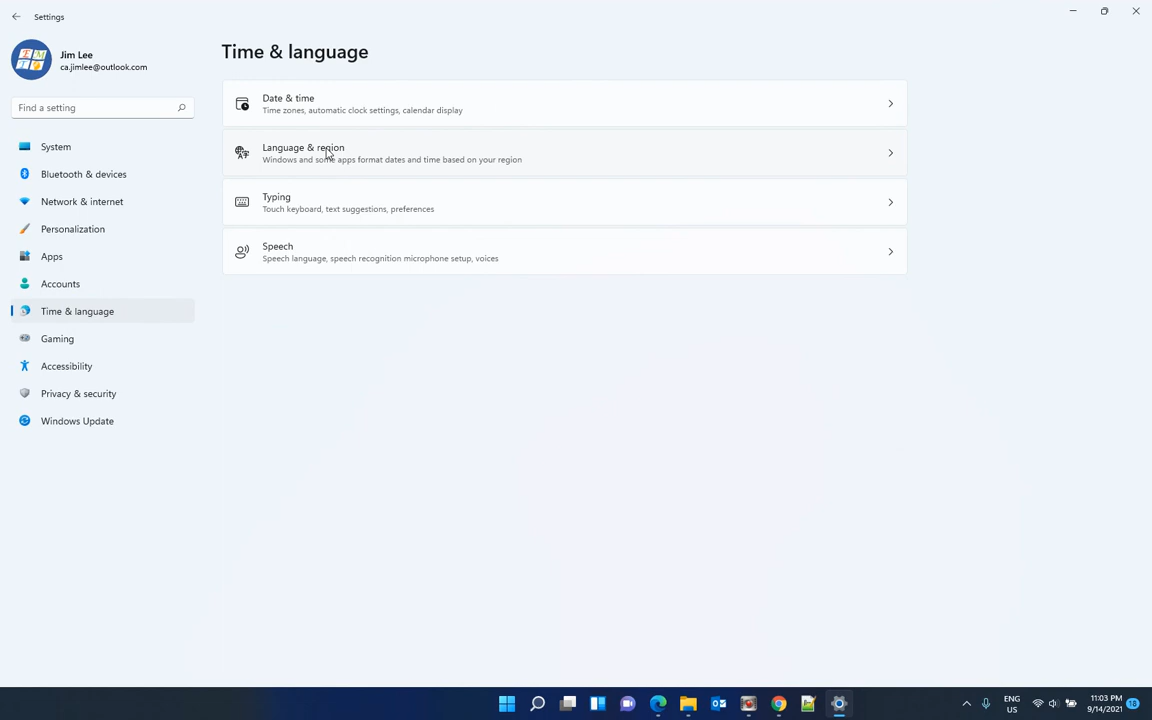 Settings
Jim Lee
ca.jimlee@outlook.com
Find a setting
System
Bluetooth & devices
Network & internet
Personalization
Apps
Accounts
Time & language
Gaming
Accessibility
Privacy & security
Windows Update
Time & language
Date & time
Time zones, automatic clock settings, calendar display
Language & region
Windows and some apps format dates and time based on your region
Typing
Touch keyboard, text suggestions, preferences
Speech
Speech language, speech recognition microphone setup, voices
ENG
US
11:03 PM
9/14/2021
18